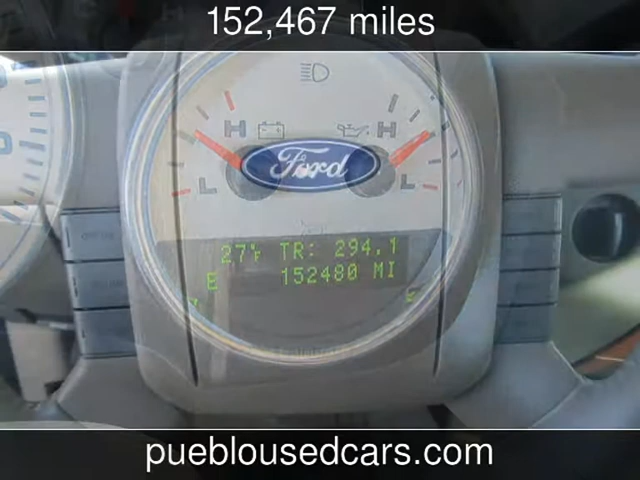 152,467 miles
H H
Ford
L L
27°F TR: 294.1
E 152480 MI
pueblousedcars.com